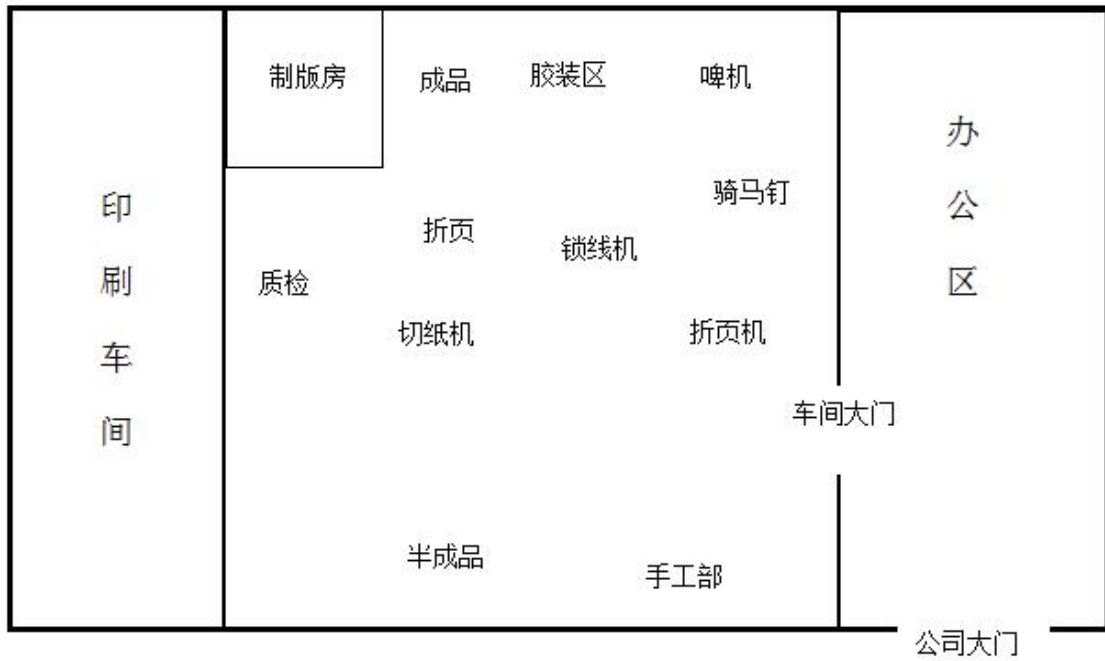 制版房
成品
胶装区
啤机
办公区
印刷车间
骑马钉
折页
锁线机
质检
切纸机
折页机
车间大门
半成品
手工部
公司大门